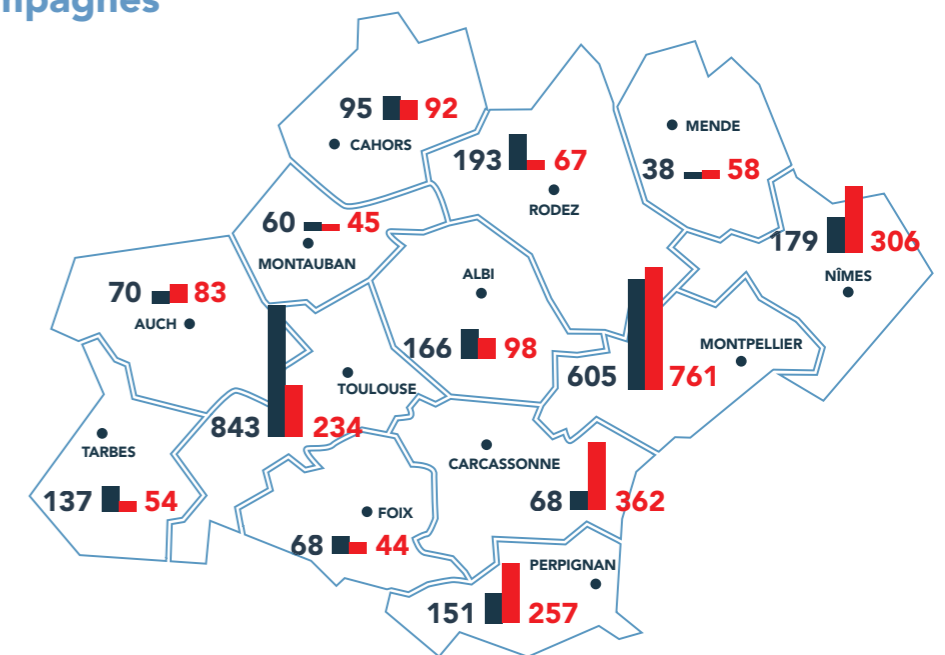 95 92
CAHORS
MENDE
193 67
38 58
RODEZ
60 45
179 306
MONTAUBAN
ALBI
NÎMES
70 83
AUCH
166 98
MONTPELLIER
605 761
TOULOUSE
843 234
TARBES
CARCASSONNE
137 54
68 362
FOIX
68 44
PERPIGNAN
151 257